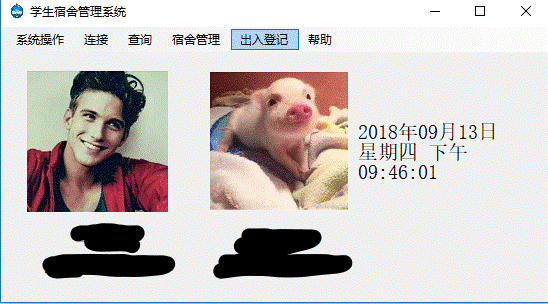 学生宿舍管理系统
系统操作 连接 查询 宿舍管理 出入登记 帮助
2018年09月13日
星期四 下午
09:46:01